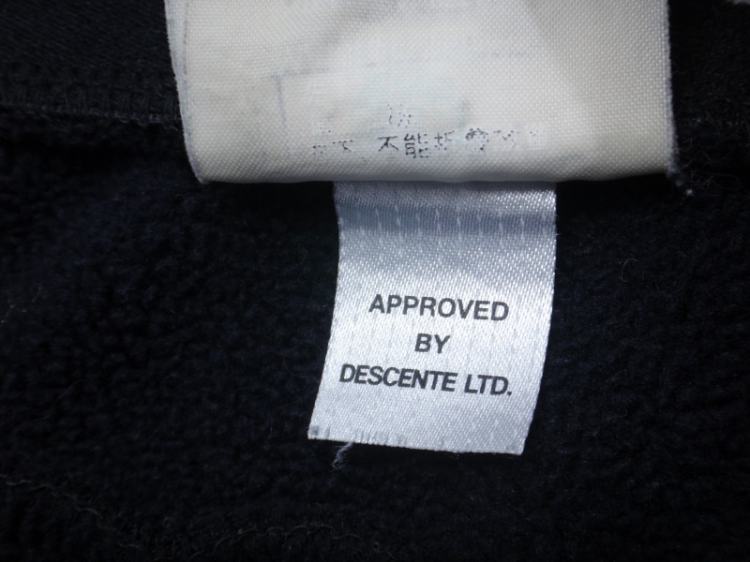 不能
APPROVED
BY
DESCENTE LTD.